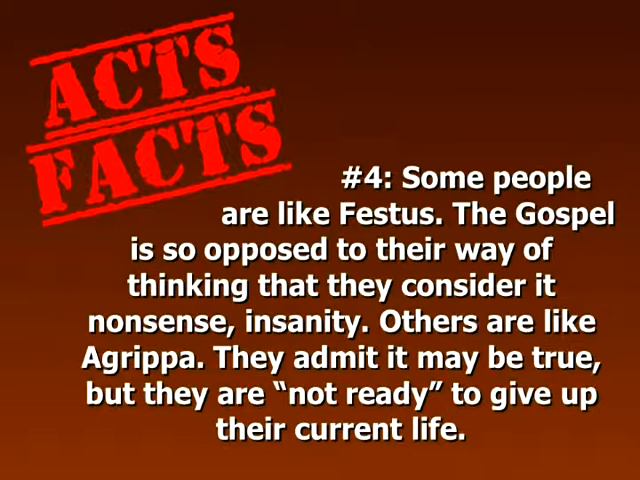 ACTS
FACTS
#4: Some people
are like Festus. The Gospel
is so opposed to their way of
thinking that they consider it
nonsense, insanity. Others are like
Agrippa. They admit it may be true,
but they are “not ready” to give up
their current life.